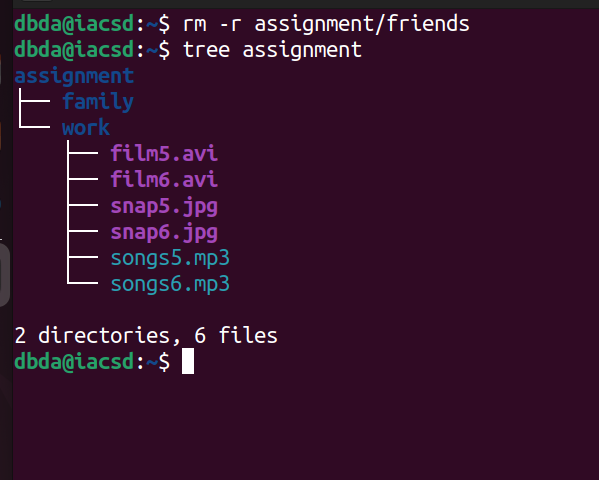 dbda@iacsd:~$ rm -r assignment/friends
dbda@iacsd:~$ tree assignment
assignment
├── family
└── work
    ├── film5.avi
    ├── film6.avi
    ├── snap5.jpg
    ├── snap6.jpg
    ├── songs5.mp3
    └── songs6.mp3

2 directories, 6 files
dbda@iacsd:~$